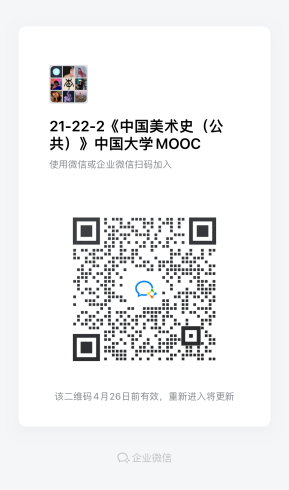 21-22-2《中国美术史（公
共）》中国大学MOOC
使用微信或企业微信扫码加入
该二维码4月26日前有效，重新进入将更新
企业微信